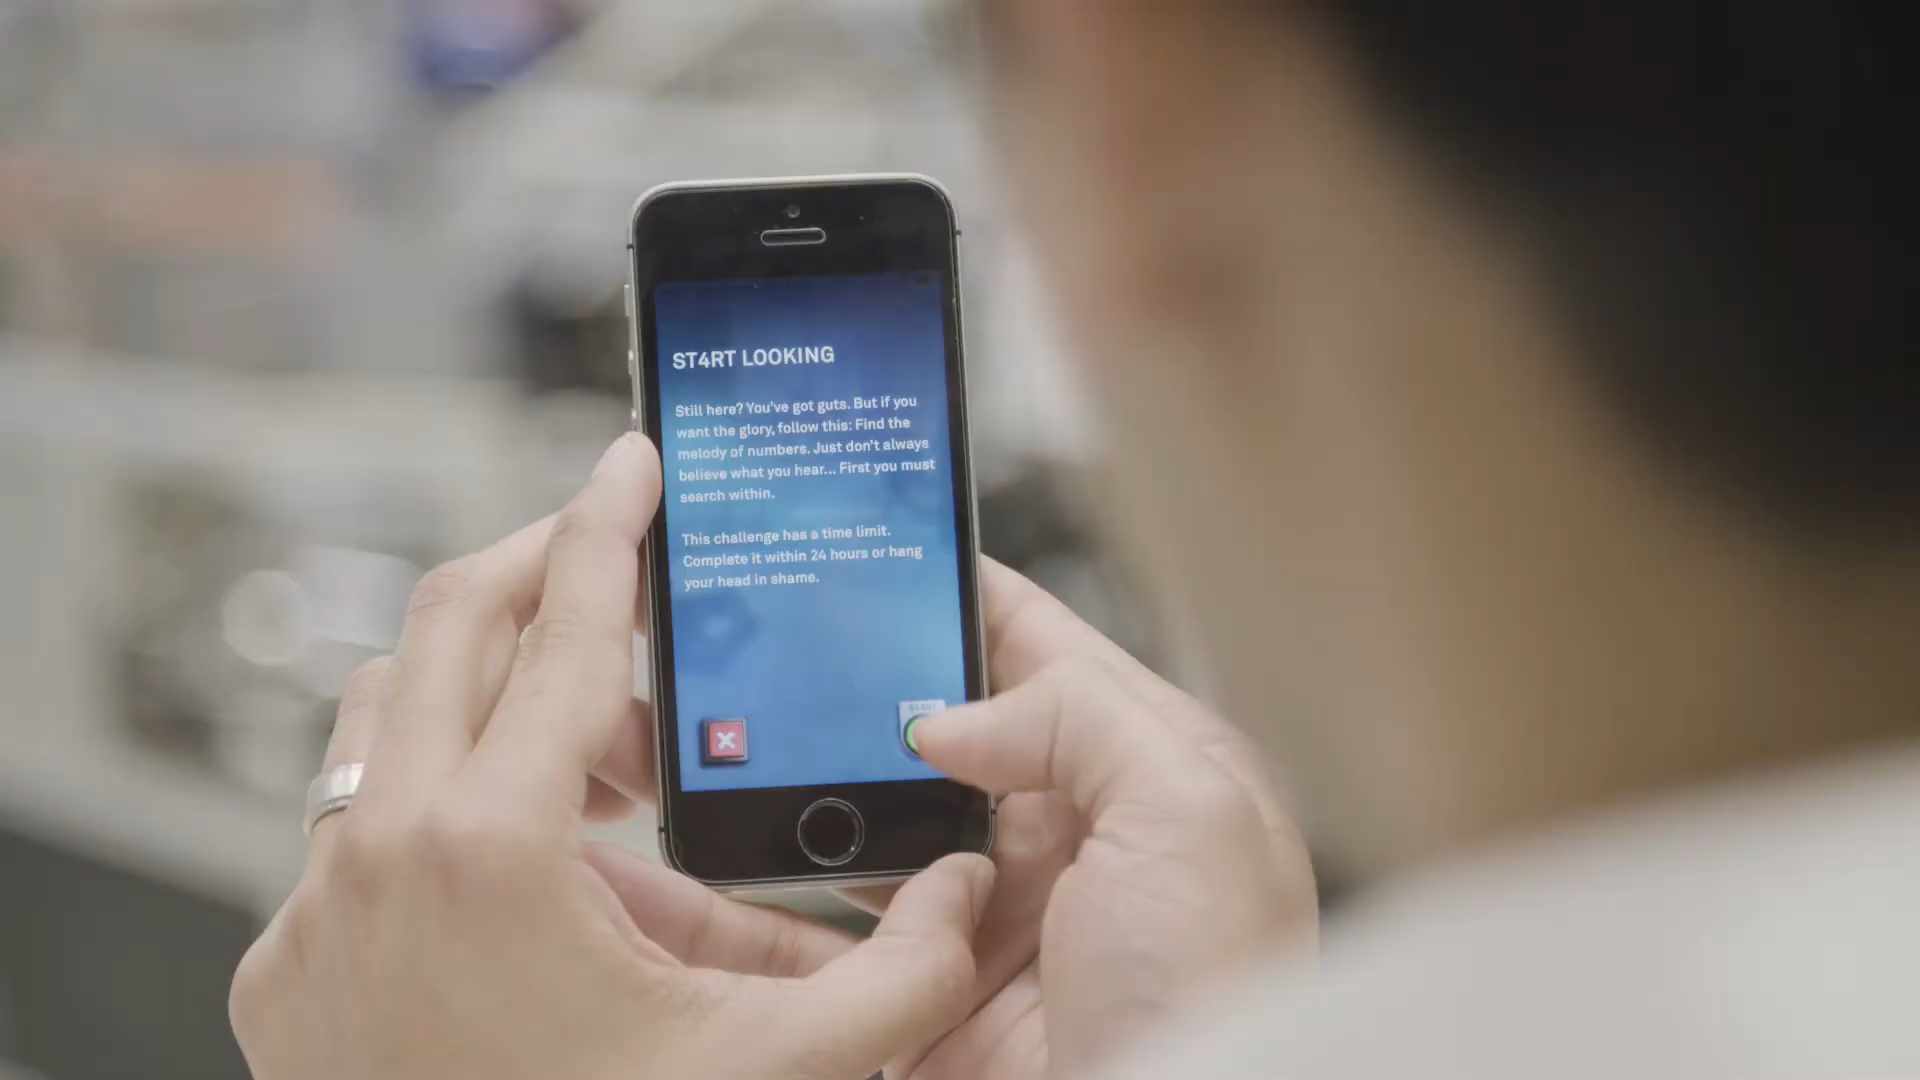 ST4RT LOOKING
Still here? You've got guts. But if you
want the glory, follow this: Find the
melody of numbers. Just don't always
believe what you hear... First you must
search within.
This challenge has a time limit.
Complete it within 24 hours or hang
your head in shame.
START